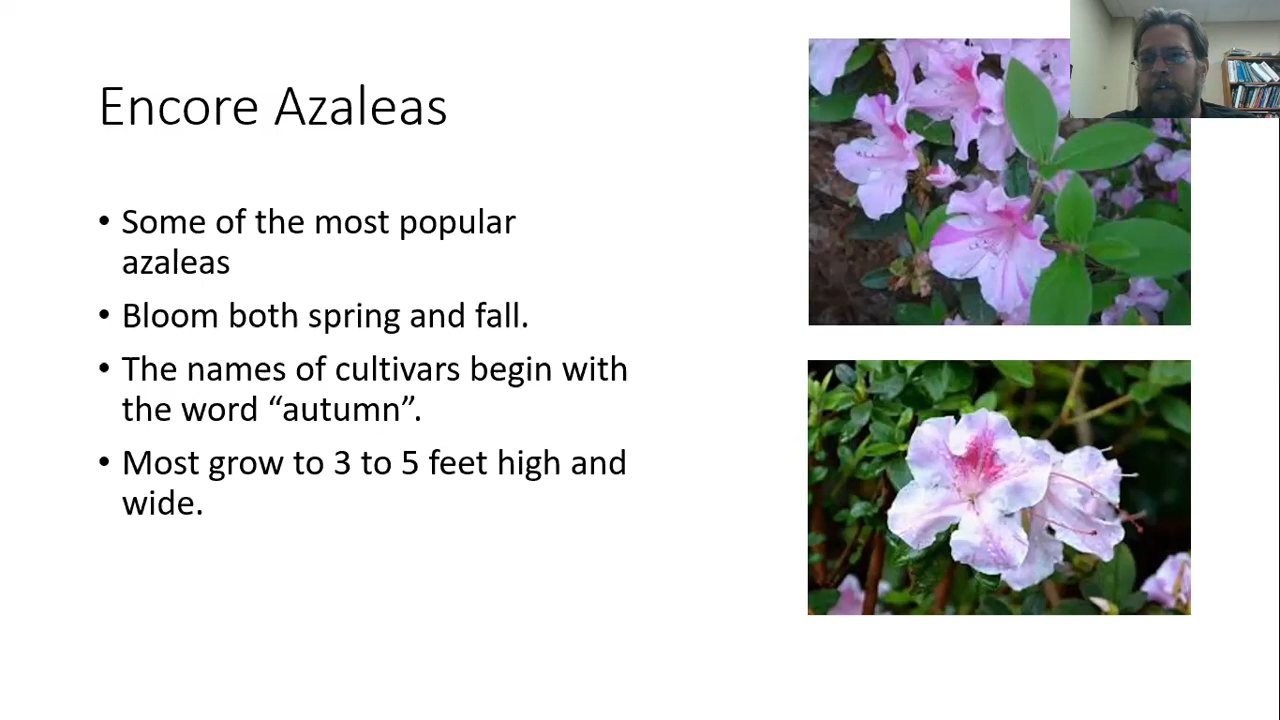 Encore Azaleas
• Some of the most popular
azaleas
• Bloom both spring and fall.
• The names of cultivars begin with
the word “autumn”.
• Most grow to 3 to 5 feet high and
wide.